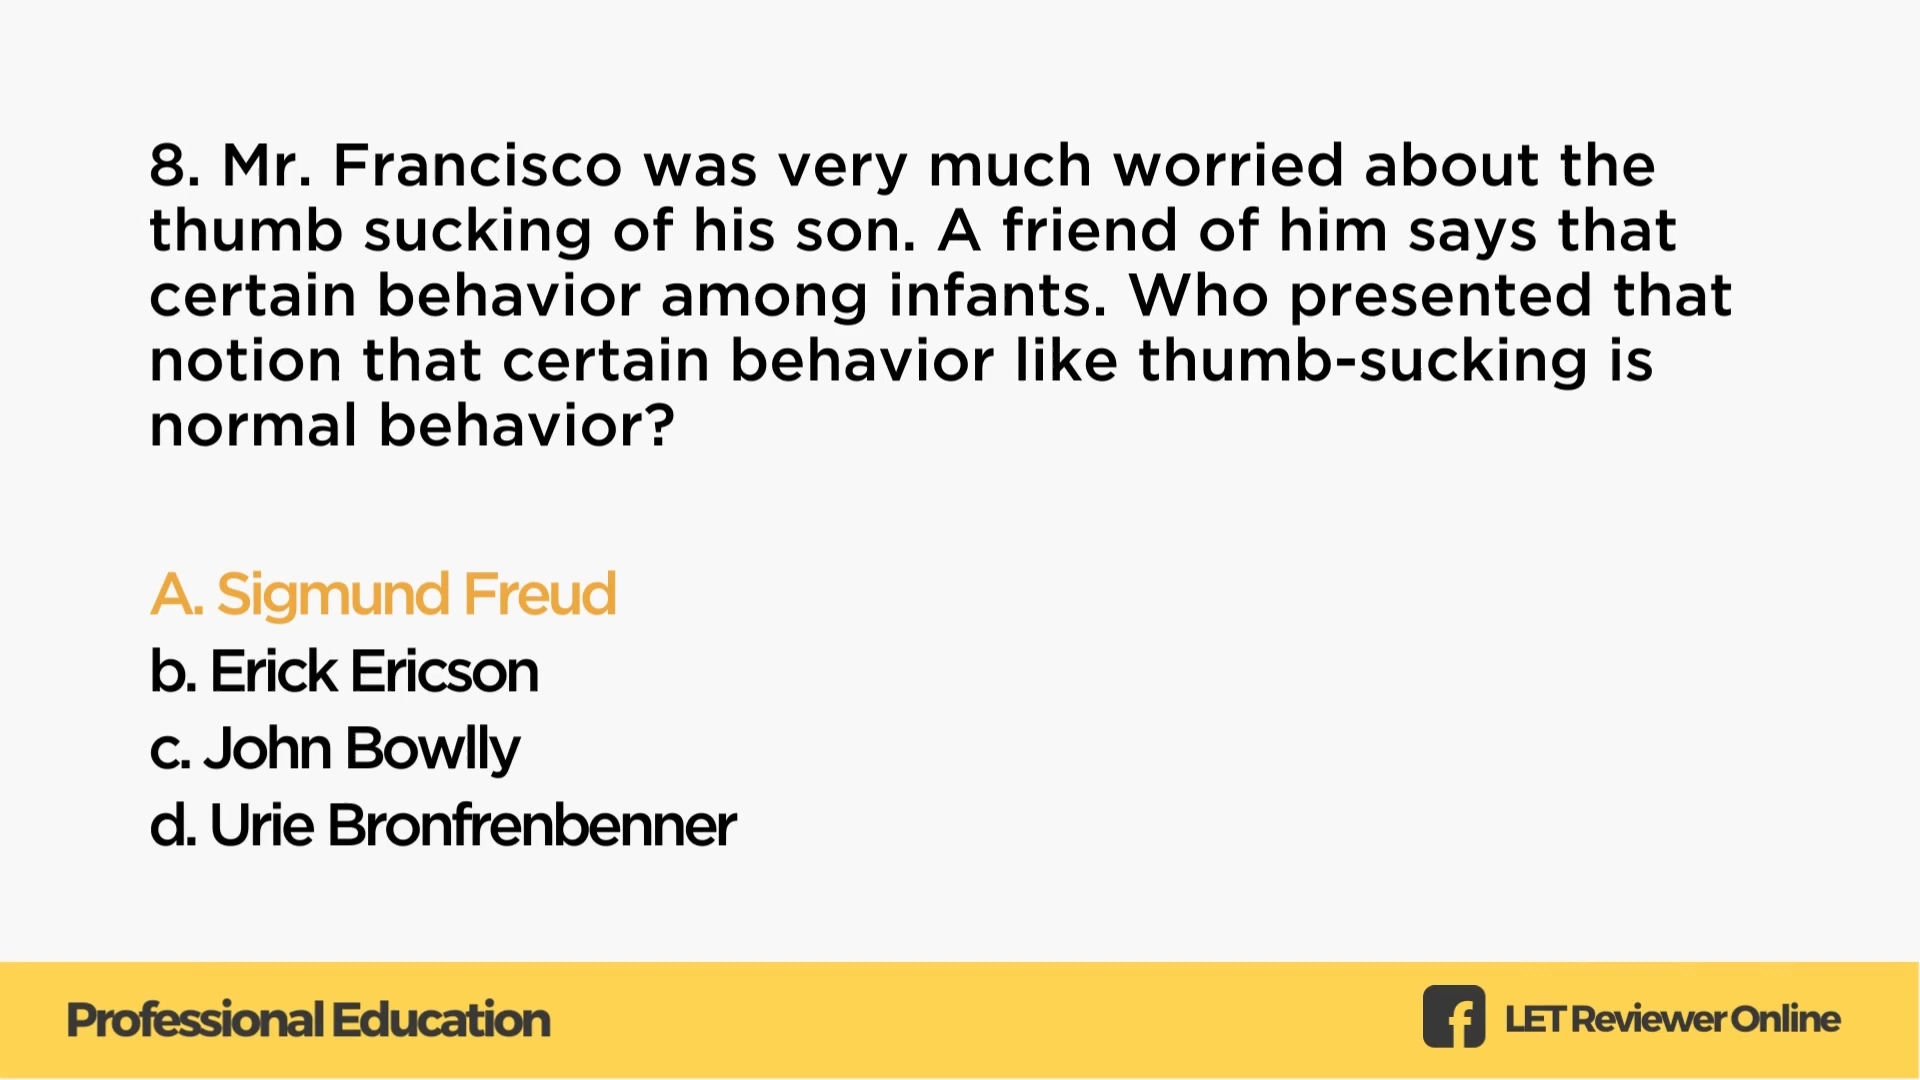 8. Mr. Francisco was very much worried about the
thumb sucking of his son. A friend of him says that
certain behavior among infants. Who presented that
notion that certain behavior like thumb-sucking is
normal behavior?
A. Sigmund Freud
b. Erick Ericson
c. John Bowlly
d. Urie Bronfrenbenner
Professional Education
LET Reviewer Online